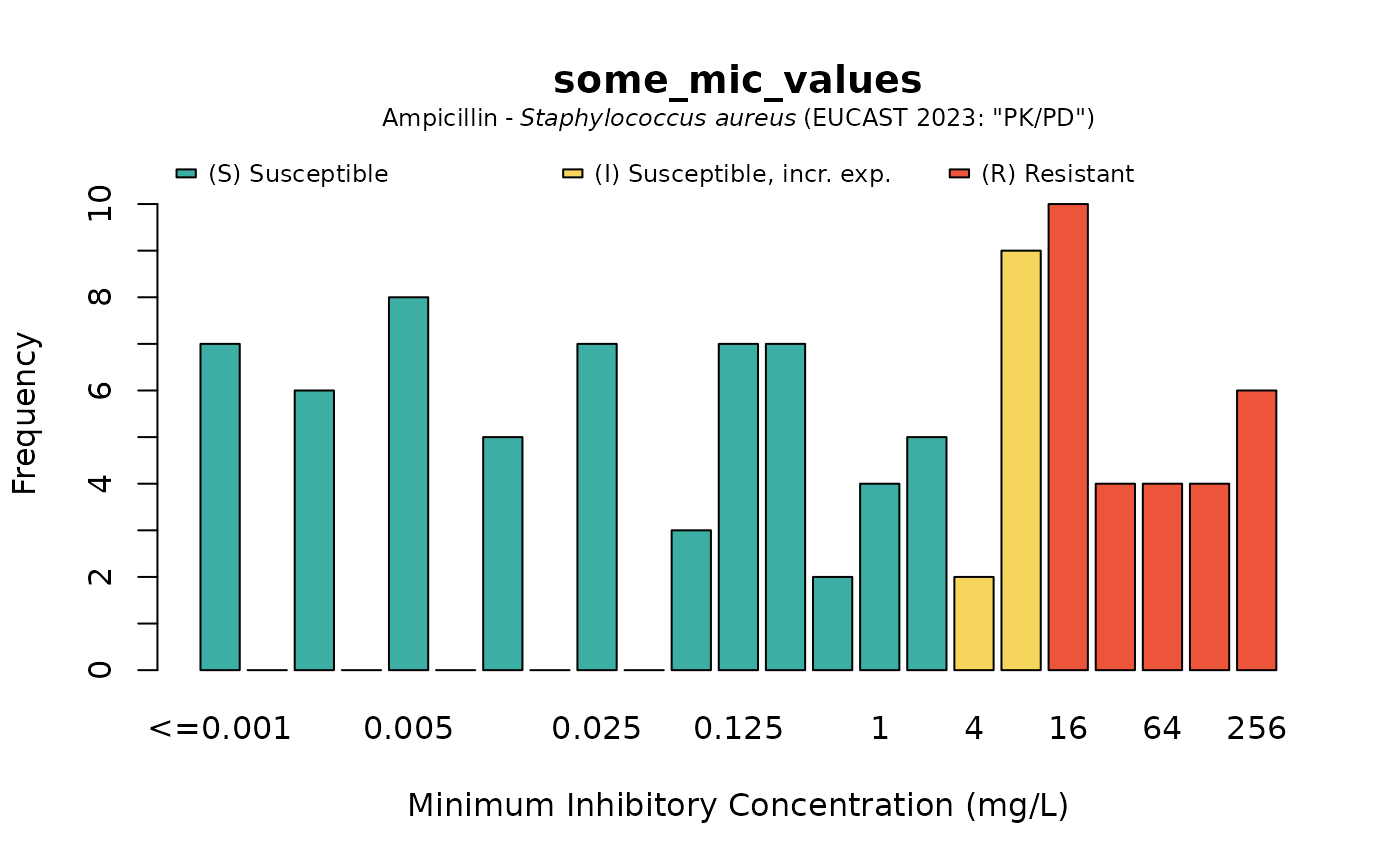 some_mic_values
Ampicillin - Staphylococcus aureus (EUCAST 2023: "PK/PD")
(S) Susceptible (I) Susceptible, incr. exp. (R) Resistant
10
8
6
4
2
0
Frequency
<=0.001 0.005 0.025 0.125 1 4 16 64 256
Minimum Inhibitory Concentration (mg/L)